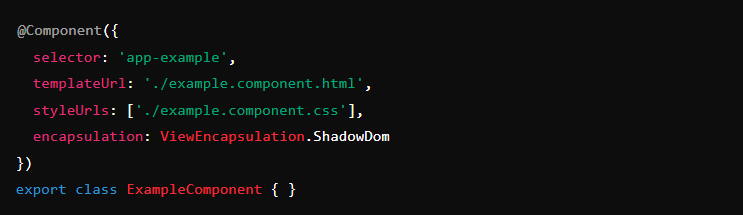 @Component({
  selector: 'app-example',
  templateUrl: './example.component.html',
  styleUrls: ['./example.component.css'],
  encapsulation: ViewEncapsulation.ShadowDom
})
export class ExampleComponent { }